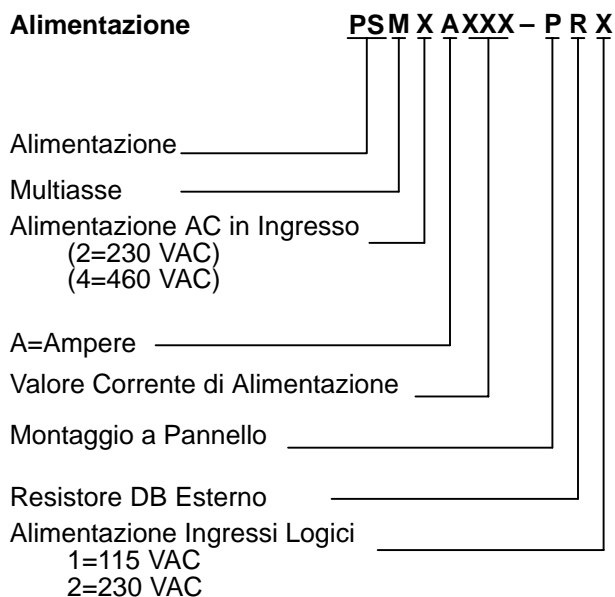 Alimentazione PSMXAXXX – PRX
Alimentazione
Multiasse
Alimentazione AC in Ingresso
(2=230 VAC)
(4=460 VAC)
A=Ampere
Valore Corrente di Alimentazione
Montaggio a Pannello
Resistore DB Esterno
Alimentazione Ingressi Logici
1=115 VAC
2=230 VAC